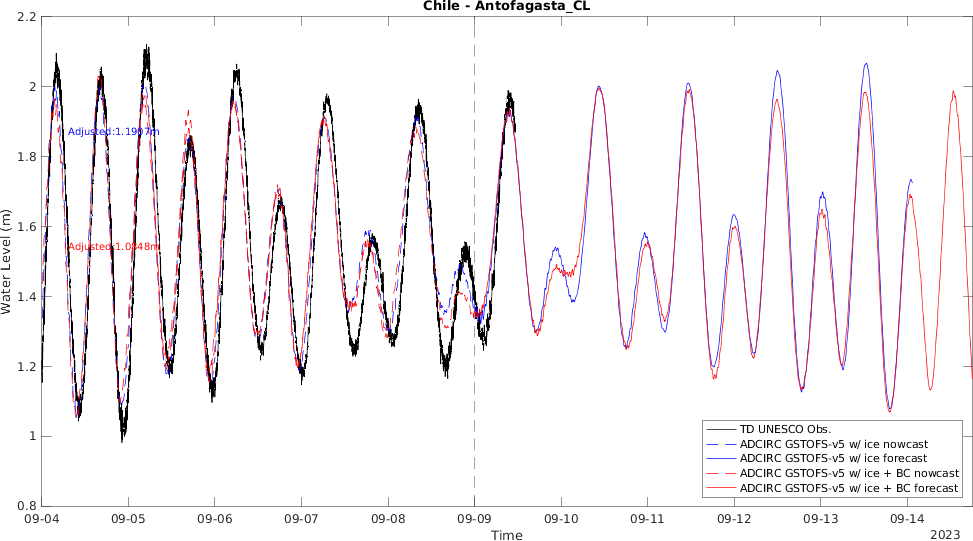 Chile - Antofagasta_CL
2.2
2
1.8
1.6
1.4
1.2
1
0.8
Water Level (m)
Adjusted:1.1907m
Adjusted:1.0848m
TD UNESCO Obs.
ADCIRC GSTOFS-v5 w/ ice nowcast
ADCIRC GSTOFS-v5 w/ ice forecast
ADCIRC GSTOFS-v5 w/ ice + BC nowcast
ADCIRC GSTOFS-v5 w/ ice + BC forecast
09-04 09-05 09-06 09-07 09-08 09-09 09-10 09-11 09-12 09-13 09-14
Time
2023